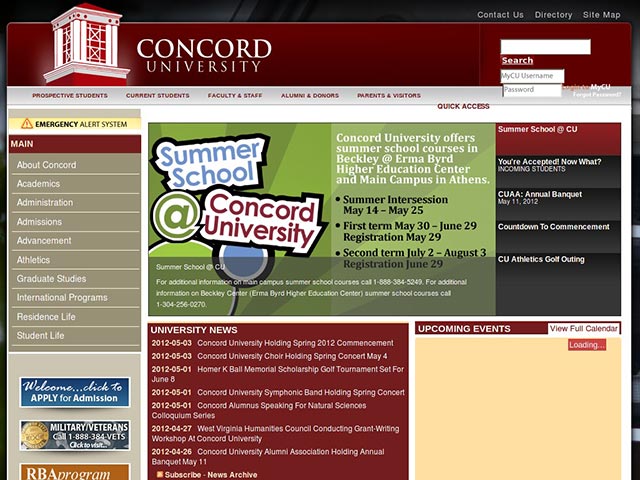 Contact Us Directory Site Map
CONCORD
UNIVERSITY
Search
MyCU Username
Password
MyCU
Forgot Password?
PROSPECTIVE STUDENTS CURRENT STUDENTS FACULTY & STAFF ALUMNI & DONORS PARENTS & VISITORS
QUICK ACCESS
EMERGENCY ALERT SYSTEM
MAIN
About Concord
Academics
Administration
Admissions
Advancement
Athletics
Graduate Studies
International Programs
Residence Life
Student Life
Welcome...click to
APPLY for Admission
MILITARY/VETERANS
Call 1-888-384-VETS
Click to visit...
RBAprogram
Summer
School
@
Concord
University
Concord University offers
summer school courses in
Beckley @ Erma Byrd
Higher Education Center
and Main Campus in Athens.
• Summer Intersession
May 14 – May 25
• First term May 30 – June 29
Registration May 29
• Second term July 2 – August 3
Registration June 29
Summer School @ CU
For additional information on main campus summer school courses call 1-888-384-5249. For additional
information on Beckley Center (Erma Byrd Higher Education Center) summer school courses call
1-304-256-0270.
Summer School @ CU
You're Accepted! Now What?
INCOMING STUDENTS
CUAA: Annual Banquet
May 11, 2012
Countdown To Commencement
CU Athletics Golf Outing
UNIVERSITY NEWS
2012-05-03 Concord University Holding Spring 2012 Commencement
2012-05-03 Concord University Choir Holding Spring Concert May 4
2012-05-01 Homer K Ball Memorial Scholarship Golf Tournament Set For
June 8
2012-05-01 Concord University Symphonic Band Holding Spring Concert
2012-05-01 Concord Alumnus Speaking For Natural Sciences
Colloquium Series
2012-04-27 West Virginia Humanities Council Conducting Grant-Writing
Workshop At Concord University
2012-04-26 Concord University Alumni Association Holding Annual
Banquet May 11
Subscribe - News Archive
UPCOMING EVENTS View Full Calendar
Loading...